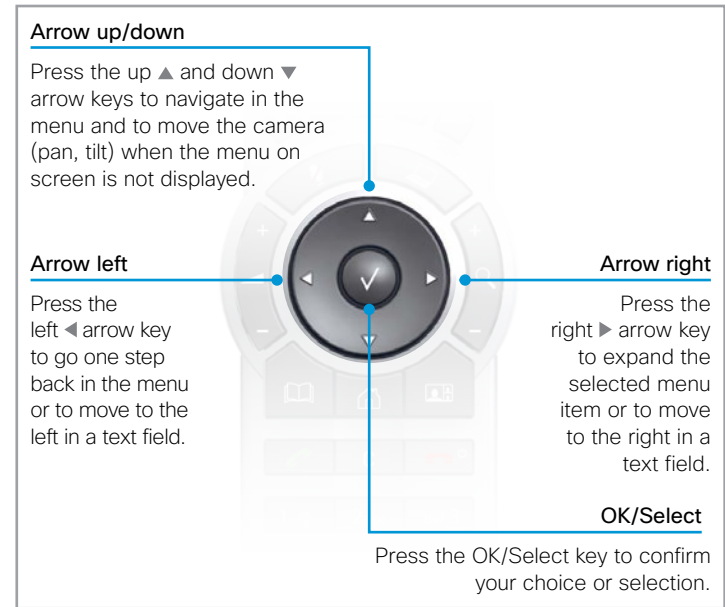 Arrow up/down
Press the up ▲ and down ▼
arrow keys to navigate in the
menu and to move the camera
(pan, tilt) when the menu on
screen is not displayed.
Arrow left
Press the
left ◀ arrow key
to go one step
back in the menu
or to move to the
left in a text field.
Arrow right
Press the
right ▶ arrow key
to expand the
selected menu
item or to move
to the right in a
text field.
OK/Select
Press the OK/Select key to confirm
your choice or selection.